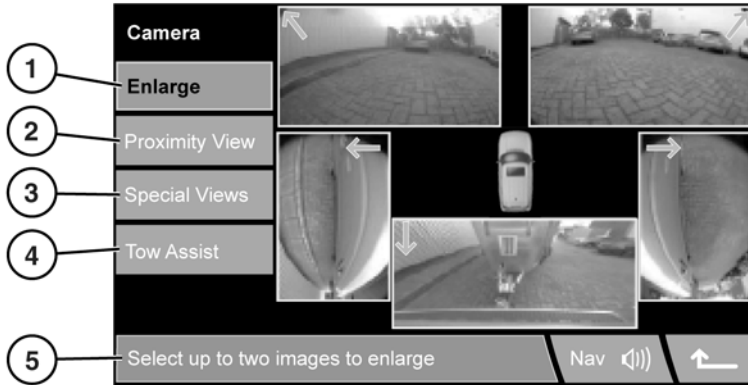 Camera
1
Enlarge
2
Proximity View
3
Special Views
4
Tow Assist
5
Select up to two images to enlarge
Nav